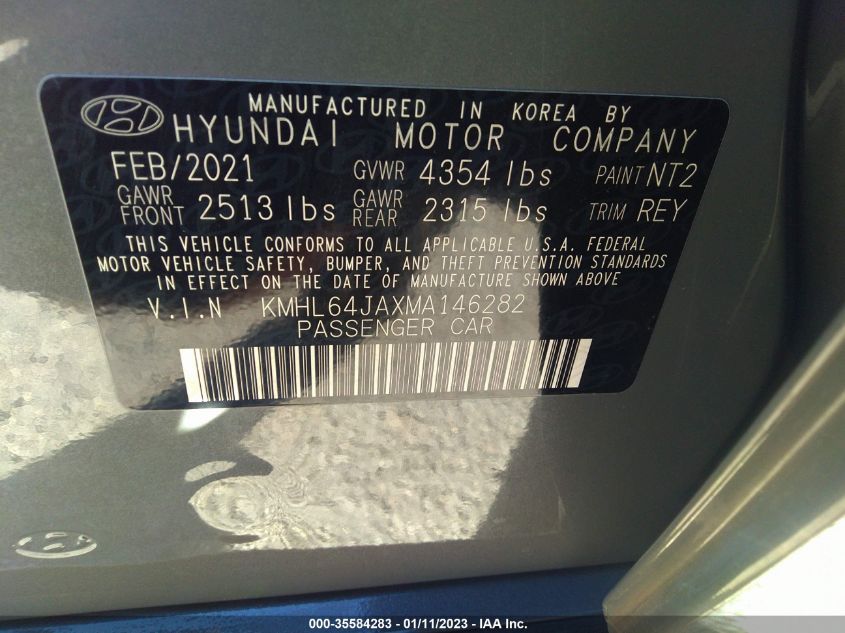 MANUFACTURED IN KOREA BY
HYUNDAI MOTOR COMPANY
FEB/2021 GVWR 4354 lbs PAINT NT2
GAWR FRONT 2513 lbs GAWR REAR 2315 lbs TRIM REY
THIS VEHICLE CONFORMS TO ALL APPLICABLE U.S.A. FEDERAL
MOTOR VEHICLE SAFETY, BUMPER, AND THEFT PREVENTION STANDARDS
IN EFFECT ON THE DATE OF MANUFACTURE SHOWN ABOVE
V.I.N KMHL64JAXMA146282
PASSENGER CAR
000-35584283 - 01/11/2023 - IAA Inc.